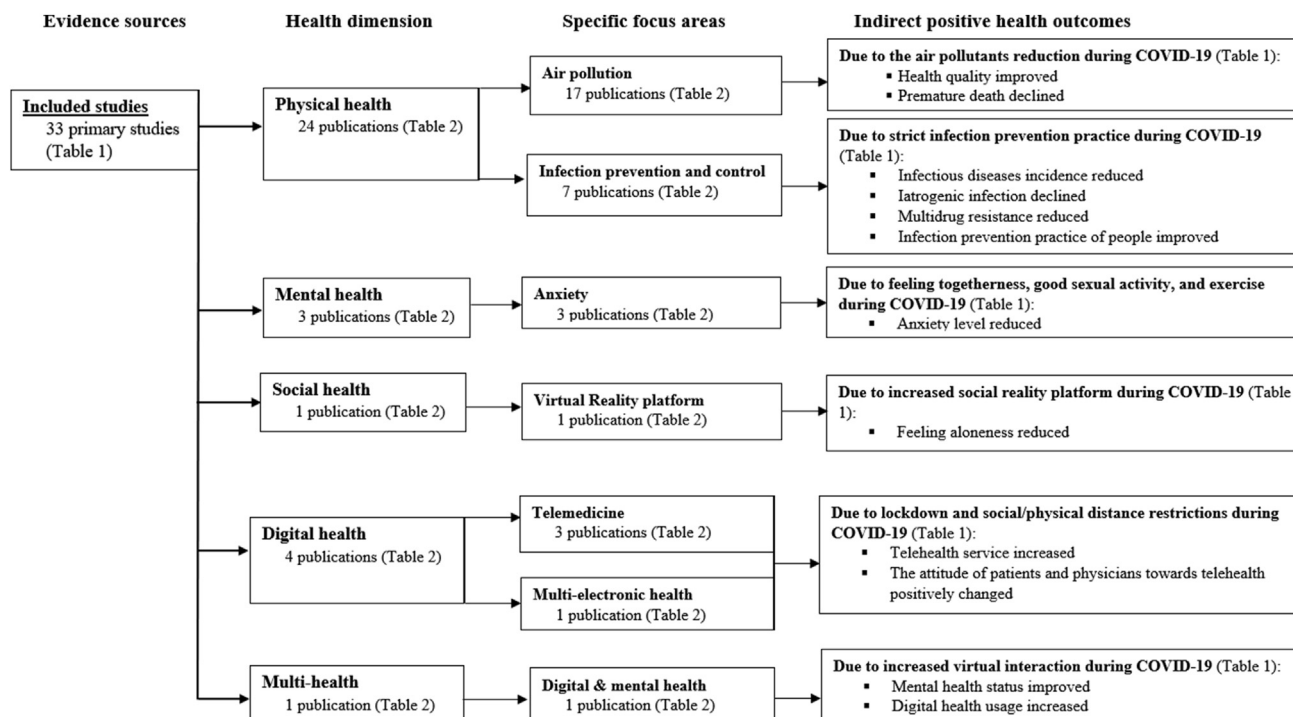 Evidence sources
Health dimension
Specific focus areas
Indirect positive health outcomes
Included studies
33 primary studies
(Table 1)
Physical health
24 publications (Table 2)
Air pollution
17 publications (Table 2)
Due to the air pollutants reduction during COVID-19 (Table 1):
▪ Health quality improved
▪ Premature death declined
Infection prevention and control
7 publications (Table 2)
Due to strict infection prevention practice during COVID-19
(Table 1):
▪ Infectious diseases incidence reduced
▪ Iatrogenic infection declined
▪ Multidrug resistance reduced
▪ Infection prevention practice of people improved
Mental health
3 publications (Table 2)
Anxiety
3 publications (Table 2)
Due to feeling togetherness, good sexual activity, and exercise
during COVID-19 (Table 1):
▪ Anxiety level reduced
Social health
1 publication (Table 2)
Virtual Reality platform
1 publication (Table 2)
Due to increased social reality platform during COVID-19 (Table
1):
▪ Feeling aloneness reduced
Digital health
4 publications (Table 2)
Telemedicine
3 publications (Table 2)
Multi-electronic health
1 publication (Table 2)
Due to lockdown and social/physical distance restrictions during
COVID-19 (Table 1):
▪ Telehealth service increased
▪ The attitude of patients and physicians towards telehealth
positively changed
Multi-health
1 publication (Table 2)
Digital & mental health
1 publication (Table 2)
Due to increased virtual interaction during COVID-19 (Table 1):
▪ Mental health status improved
▪ Digital health usage increased